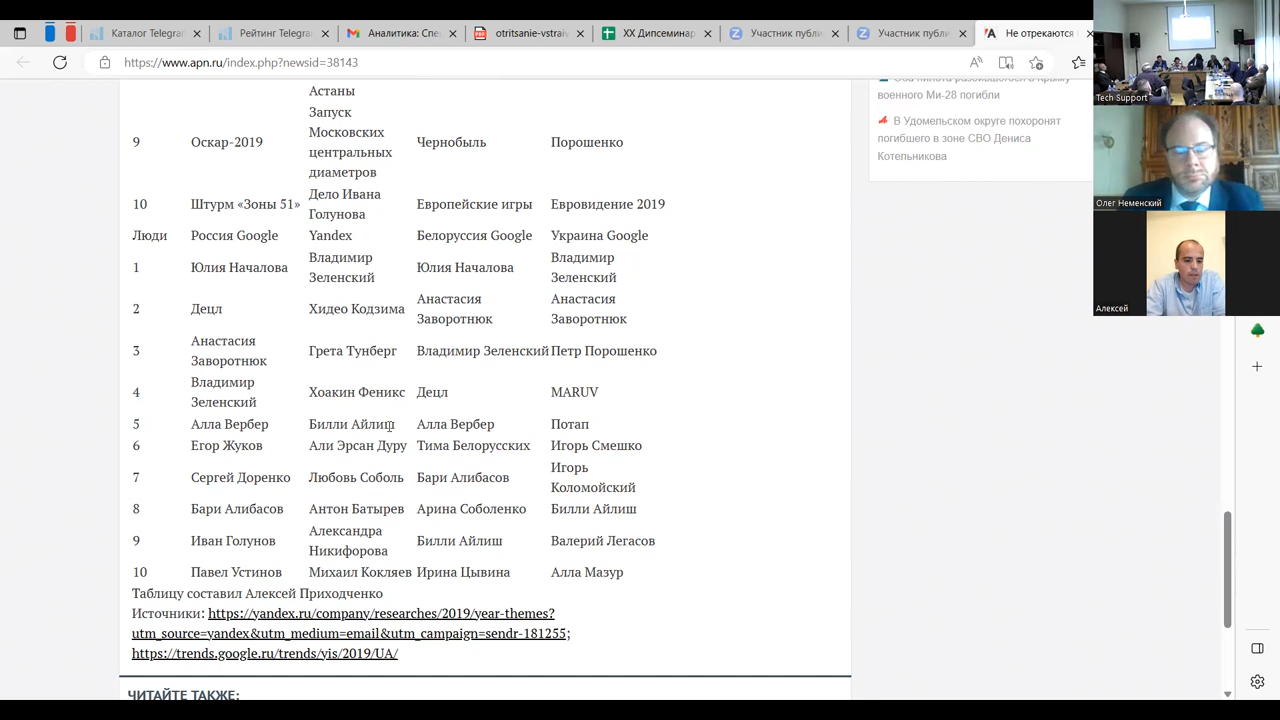 Каталог Telegram
Рейтинг Telegram
Аналитика: Спец
otritsanie-vstraiv
XX Дипсеминар
Участник публи
Участник публи
Не отрекаются
https://www.apn.ru/index.php?newsid=38143
военного Ми-28 погибли
В Удомельском округе похоронят
погибшего в зоне СВО Дениса
Котельникова
Tech Support
Олег Неменский
Алексей
Астаны
9 Оскар-2019 Запуск Московских центральных диаметров Чернобыль Порошенко
10 Штурм «Зоны 51» Дело Ивана Голунова Европейские игры Евровидение 2019
Люди Россия Google Yandex Белоруссия Google Украина Google
1 Юлия Началова Владимир Зеленский Юлия Началова Владимир Зеленский
2 Децл Хидео Кодзима Анастасия Заворотнюк Анастасия Заворотнюк
3 Анастасия Заворотнюк Грета Тунберг Владимир Зеленский Петр Порошенко
4 Владимир Зеленский Хоакин Феникс Децл MARUV
5 Алла Вербер Билли Айлиш Алла Вербер Потап
6 Егор Жуков Али Эрсан Дуру Тима Белорусских Игорь Смешко
7 Сергей Доренко Любовь Соболь Бари Алибасов Игорь Коломойский
8 Бари Алибасов Антон Батырев Арина Соболенко Билли Айлиш
9 Иван Голунов Александра Никифорова Билли Айлиш Валерий Легасов
10 Павел Устинов Михаил Кокляев Ирина Цывина Алла Мазур
Таблицу составил Алексей Приходченко
Источники: https://yandex.ru/company/researches/2019/year-themes?
utm_source=yandex&utm_medium=email&utm_campaign=sendr-181255;
https://trends.google.ru/trends/yis/2019/UA/
ЧИТАЙТЕ ТАКЖЕ: